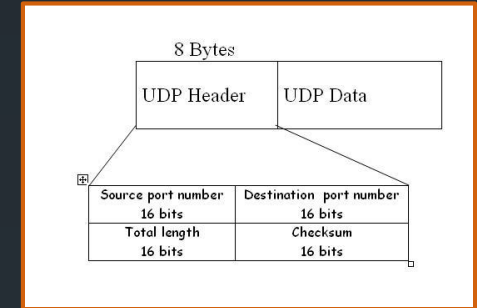 8 Bytes
UDP Header
UDP Data
Source port number
16 bits
Destination port number
16 bits
Total length
16 bits
Checksum
16 bits